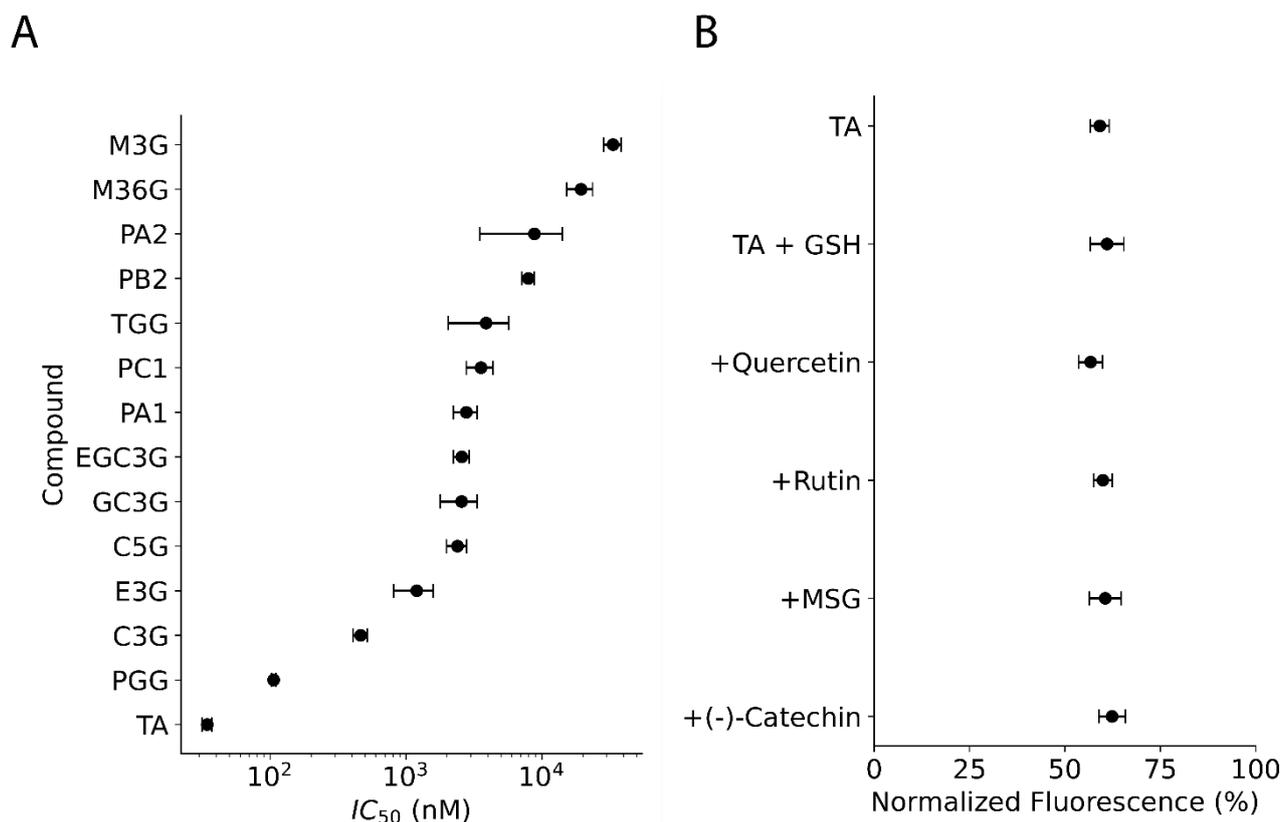 A
Compound
M3G
M36G
PA2
PB2
TGG
PC1
PA1
EGC3G
GC3G
C5G
E3G
C3G
PGG
TA
10² 10³ 10⁴
IC₅₀ (nM)
B
TA
TA + GSH
+Quercetin
+Rutin
+MSG
+(-)-Catechin
0 25 50 75 100
Normalized Fluorescence (%)